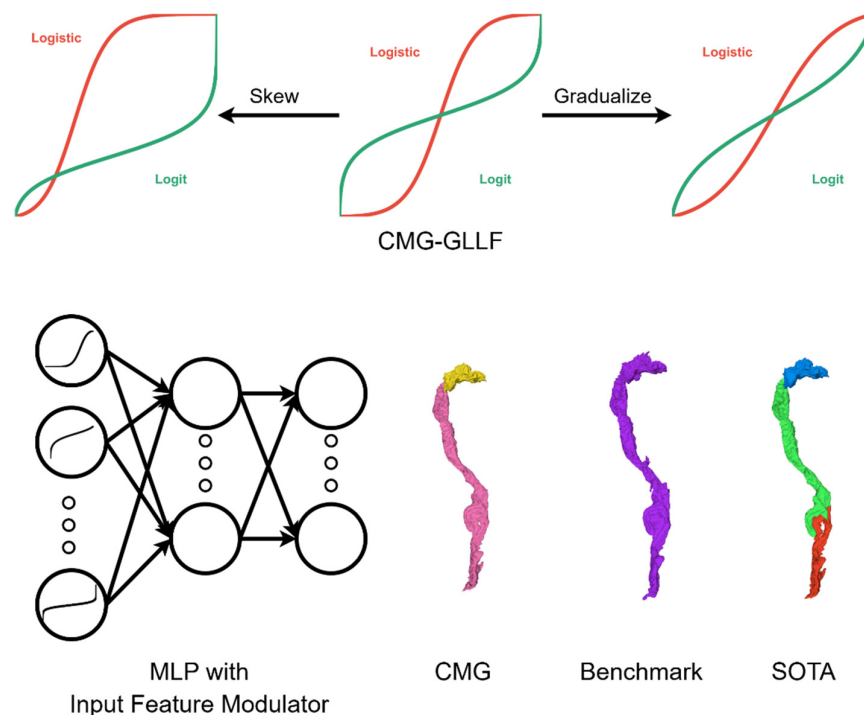 Logistic
Logit
Skew
Logistic
Logit
Gradualize
Logistic
Logit
CMG-GLLF
MLP with
Input Feature Modulator
CMG
Benchmark
SOTA